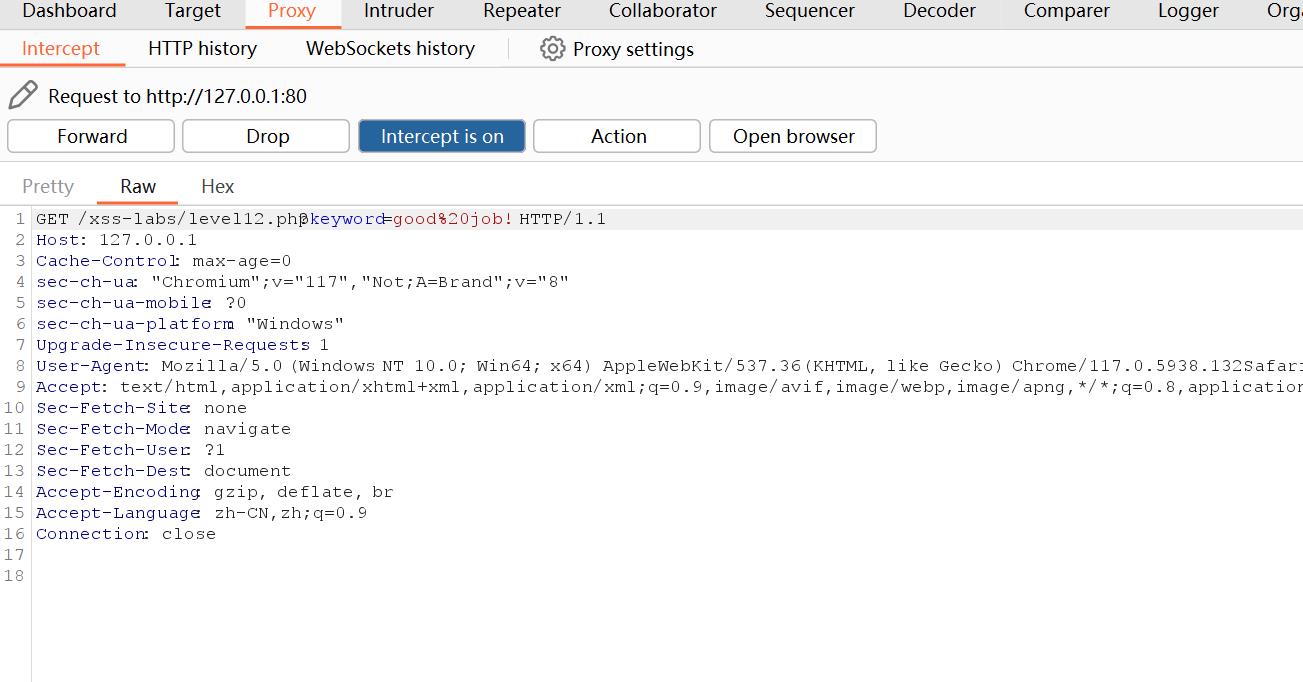 Dashboard Target Proxy Intruder Repeater Collaborator Sequencer Decoder Comparer Logger Orga
Intercept HTTP history WebSockets history Proxy settings
Request to http://127.0.0.1:80
Forward Drop Intercept is on Action Open browser
Pretty Raw Hex
1 GET /xss-labs/level12.php?keyword=good%20job! HTTP/1.1
2 Host: 127.0.0.1
3 Cache-Control: max-age=0
4 sec-ch-ua: "Chromium";v="117","Not;A=Brand";v="8"
5 sec-ch-ua-mobile: ?0
6 sec-ch-ua-platform: "Windows"
7 Upgrade-Insecure-Requests: 1
8 User-Agent: Mozilla/5.0 (Windows NT 10.0; Win64; x64) AppleWebKit/537.36(KHTML, like Gecko) Chrome/117.0.5938.132Safari
9 Accept: text/html,application/xhtml+xml,application/xml;q=0.9,image/avif,image/webp,image/apng,*/*;q=0.8,application
10 Sec-Fetch-Site: none
11 Sec-Fetch-Mode: navigate
12 Sec-Fetch-User: ?1
13 Sec-Fetch-Dest: document
14 Accept-Encoding: gzip, deflate, br
15 Accept-Language: zh-CN,zh;q=0.9
16 Connection: close
17
18